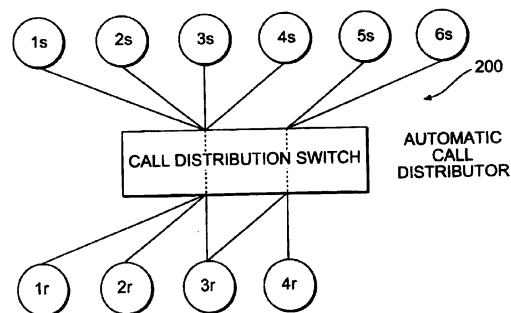 1s 2s 3s 4s 5s 6s
200
CALL DISTRIBUTION SWITCH
AUTOMATIC
CALL
DISTRIBUTOR
1r 2r 3r 4r